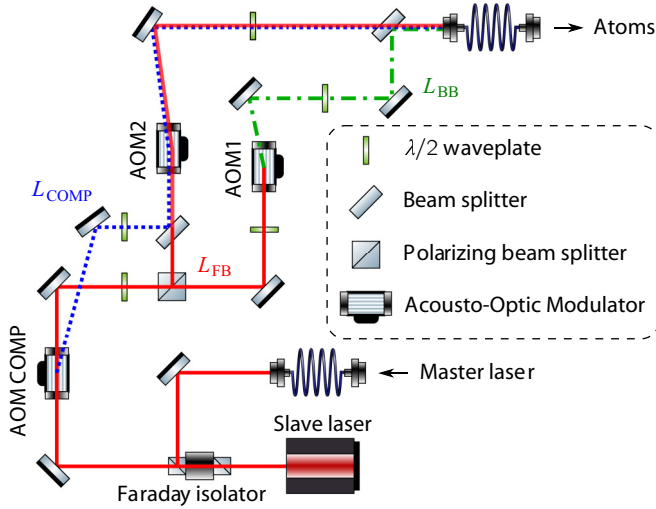 Atoms
L_BB
AOM2
AOM1
λ/2 waveplate
L_COMP
Beam splitter
L_FB
Polarizing beam splitter
Acousto-Optic Modulator
AOM COMP
Master laser
Slave laser
Faraday isolator